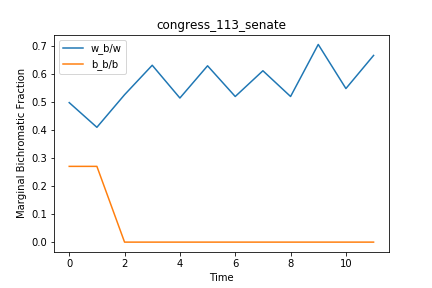 congress_113_senate
w_b/w
b_b/b
Marginal Bichromatic Fraction
0.7
0.6
0.5
0.4
0.3
0.2
0.1
0.0
0 2 4 6 8 10
Time